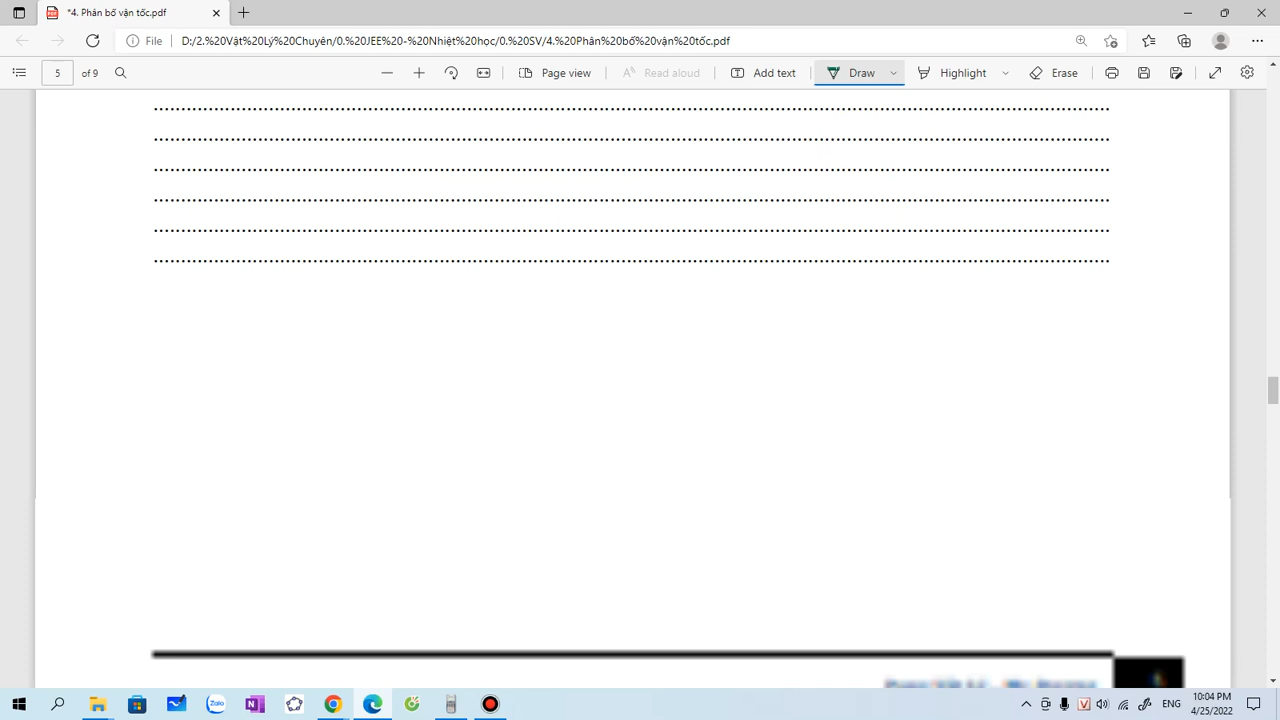 *4. Phân bố vận tốc.pdf
File D:/2.%20Vật%20Lý%20Chuyên/0.%20JEE%20-%20Nhiệt%20học/0.%20SV/4.%20Phân%20bố%20vận%20tốc.pdf
5 of 9 Page view Read aloud Add text Draw Highlight Erase
Zalo
10:04 PM
ENG
4/25/2022